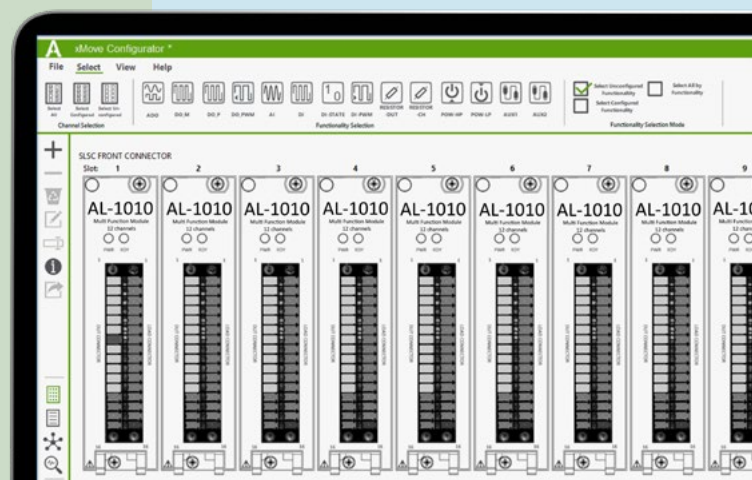 A xMove Configurator *
File Select View Help
Select All Select Configured Select Un-configured
Channel Selection
ADO DO_M DO_P DO_PWM AI DI DI-STATE DI-PWM RESISTOR -OUT RESISTOR -CH POW-HP POW-LP AUX1 AUX2
Functionality Selection
Select Unconfigured Functionality
Select All by Functionality
Select Configured Functionality
Functionality Selection Mode
SLSC FRONT CONNECTOR
Slot: 1 2 3 4 5 6 7 8 9
AL-1010 AL-1010 AL-1010 AL-1010 AL-1010 AL-1010 AL-1010 AL-1010 AL-10
Multi Function Module Multi Function Module Multi Function Module Multi Function Module Multi Function Module Multi Function Module Multi Function Module Multi Function Module
12 channels 12 channels 12 channels 12 channels 12 channels 12 channels 12 channels 12 channels